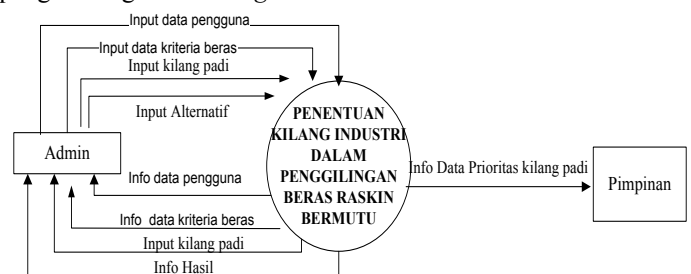 Input data pengguna
Input data kriteria beras
Input kilang padi
Input Alternatif
Admin
PENENTUAN
KILANG INDUSTRI
DALAM
PENGGILINGAN
BERAS RASKIN
BERMUTU
Info Data Prioritas kilang padi
Pimpinan
Info data pengguna
Info data kriteria beras
Input kilang padi
Info Hasil